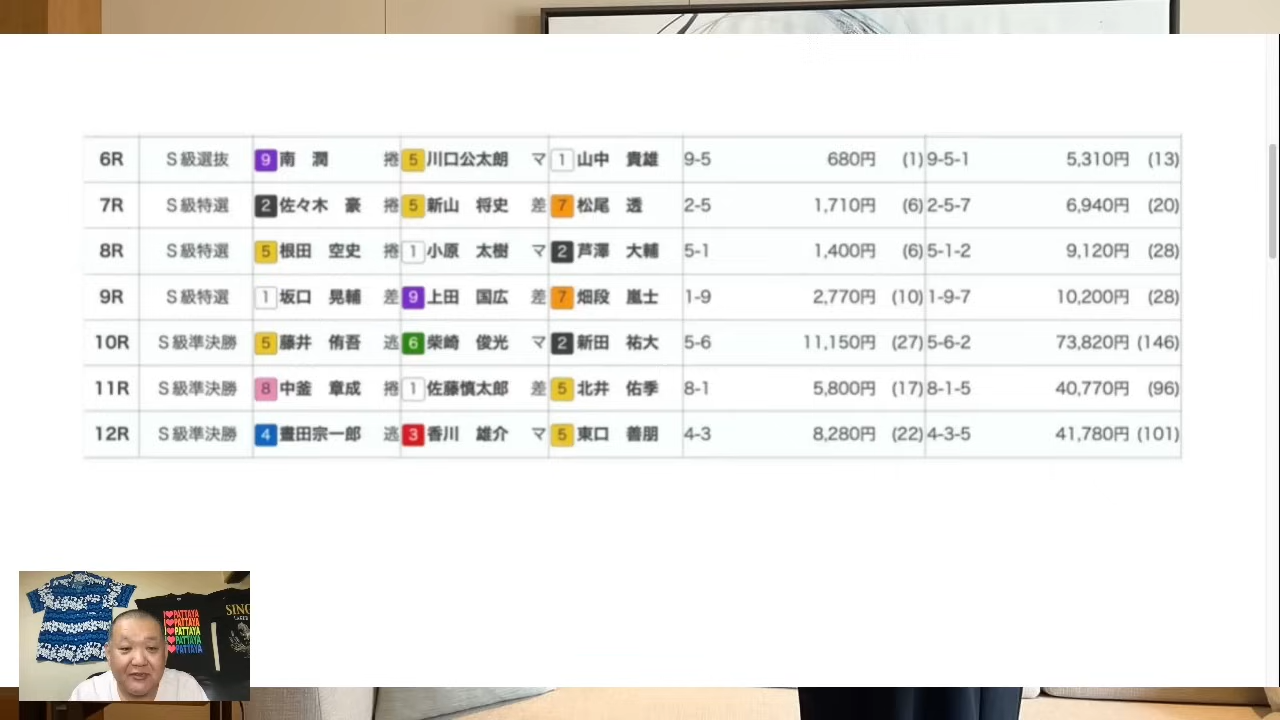 6R S級選抜 9 南 潤 捲 5 川口公太朗 マ 1 山中 貴雄 9-5 680円 (1) 9-5-1 5,310円 (13)
7R S級特選 2 佐々木 豪 捲 5 新山 将史 差 7 松尾 透 2-5 1,710円 (6) 2-5-7 6,940円 (20)
8R S級特選 5 根田 空史 捲 1 小原 太樹 マ 2 芦澤 大輔 5-1 1,400円 (6) 5-1-2 9,120円 (28)
9R S級特選 1 坂口 晃輔 差 9 上田 国広 差 7 畑段 嵐士 1-9 2,770円 (10) 1-9-7 10,200円 (28)
10R S級準決勝 5 藤井 侑吾 逃 6 柴崎 俊光 マ 2 新田 祐大 5-6 11,150円 (27) 5-6-2 73,820円 (146)
11R S級準決勝 8 中釜 章成 捲 1 佐藤慎太郎 差 5 北井 佑季 8-1 5,800円 (17) 8-1-5 40,770円 (96)
12R S級準決勝 4 晝田宗一郎 逃 3 香川 雄介 マ 5 東口 善朋 4-3 8,280円 (22) 4-3-5 41,780円 (101)
I❤PATTAYA
I❤PATTAYA
I❤PATTAYA
I❤PATTAYA
I❤PATTAYA